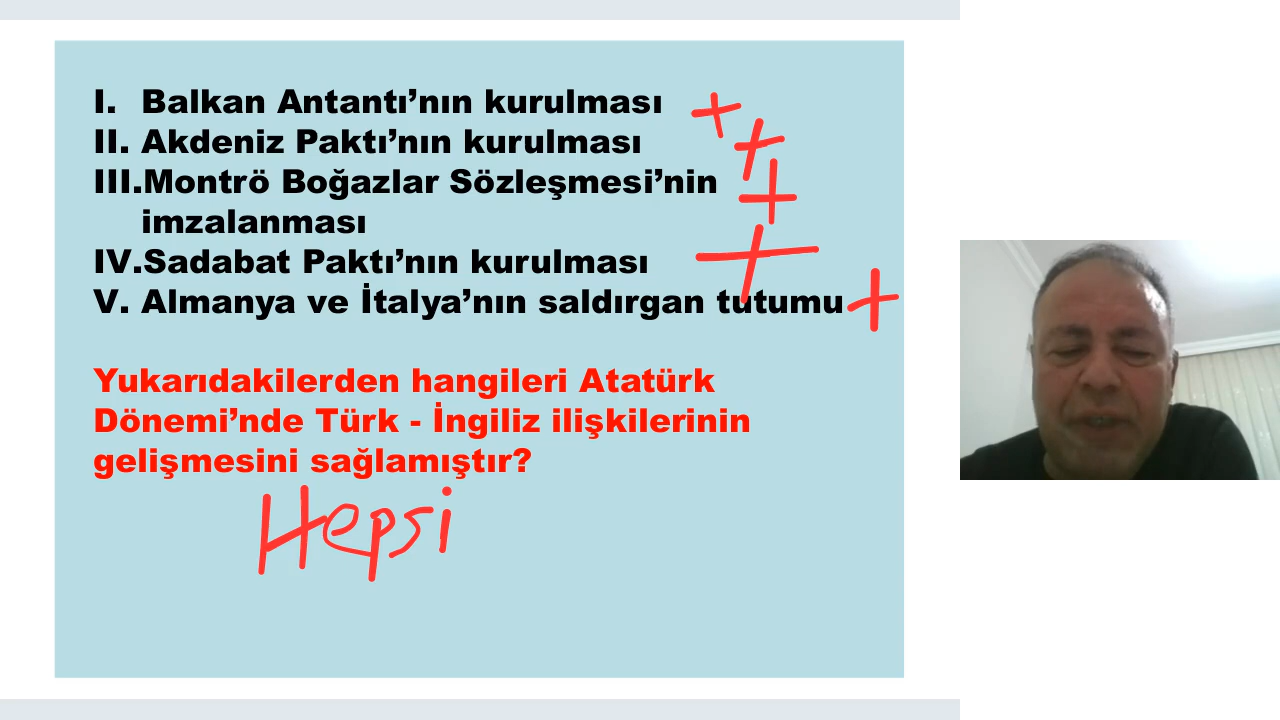 I. Balkan Antantı’nın kurulması +
II. Akdeniz Paktı’nın kurulması +
III.Montrö Boğazlar Sözleşmesi’nin +
imzalanması
IV.Sadabat Paktı’nın kurulması +
V. Almanya ve İtalya’nın saldırgan tutumu +
Yukarıdakilerden hangileri Atatürk
Dönemi’nde Türk - İngiliz ilişkilerinin
gelişmesini sağlamıştır?
Hepsi